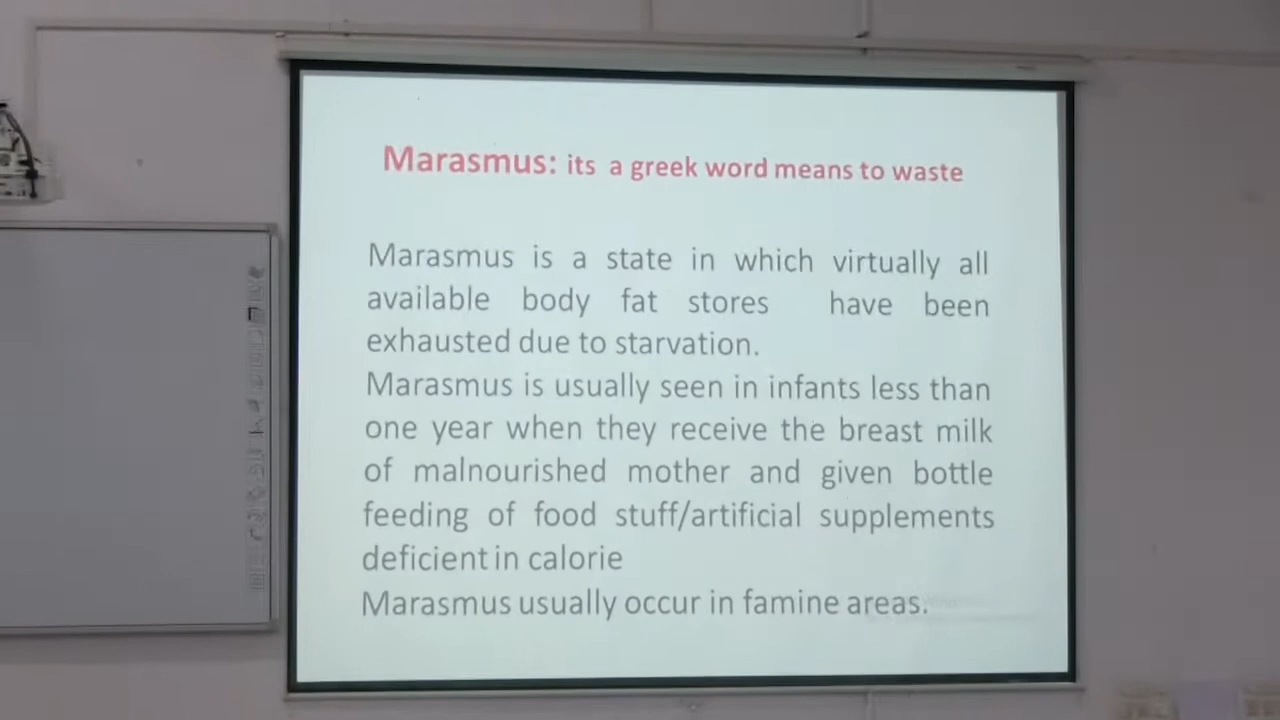 Marasmus: its a greek word means to waste
Marasmus is a state in which virtually all
available body fat stores have been
exhausted due to starvation.
Marasmus is usually seen in infants less than
one year when they receive the breast milk
of malnourished mother and given bottle
feeding of food stuff/artificial supplements
deficient in calorie
Marasmus usually occur in famine areas.